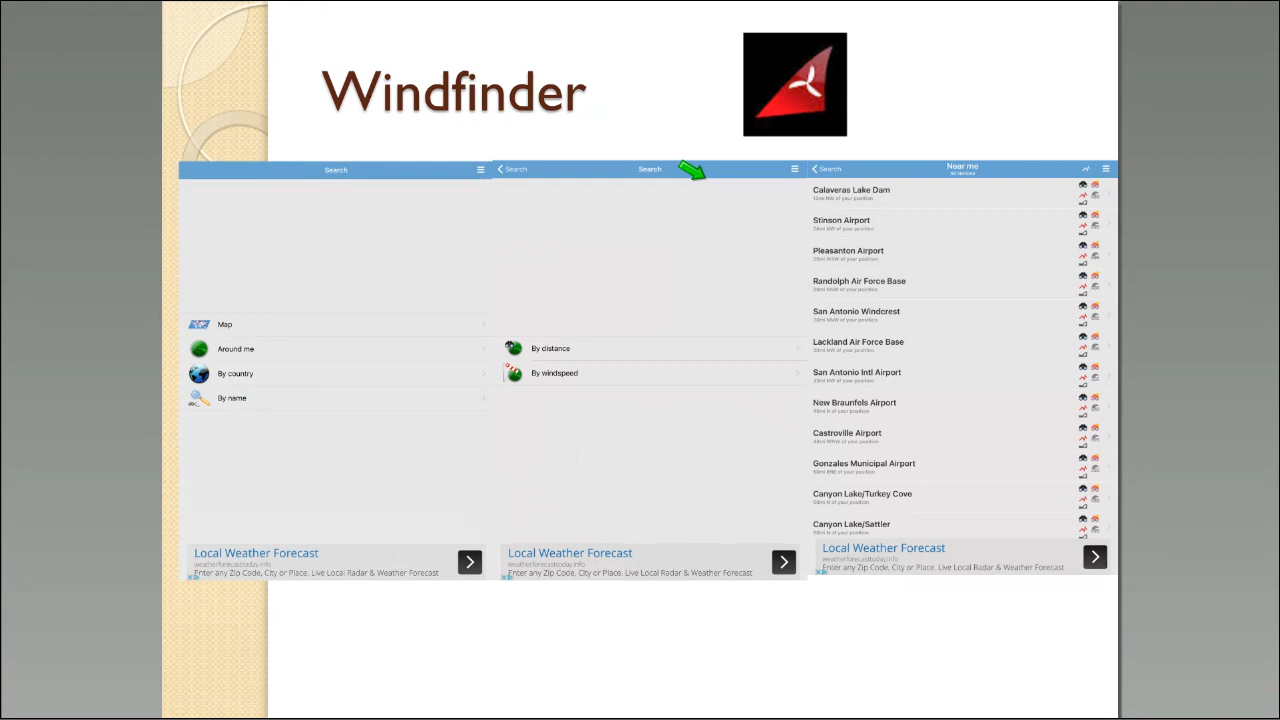 Windfinder
Search
Map
Around me
By country
By name
Local Weather Forecast
weatherforecasttoday.info
Enter any Zip Code, City or Place. Live Local Radar & Weather Forecast
Search
Search
By distance
By windspeed
Local Weather Forecast
weatherforecasttoday.info
Enter any Zip Code, City or Place. Live Local Radar & Weather Forecast
Search
Near me
Calaveras Lake Dam
Stinson Airport
24mi NW of your position
Pleasanton Airport
Randolph Air Force Base
San Antonio Windcrest
Lackland Air Force Base
San Antonio Intl Airport
New Braunfels Airport
Castroville Airport
Gonzales Municipal Airport
Canyon Lake/Turkey Cove
Canyon Lake/Sattler
Local Weather Forecast
weatherforecasttoday.info
Enter any Zip Code, City or Place. Live Local Radar & Weather Forecast